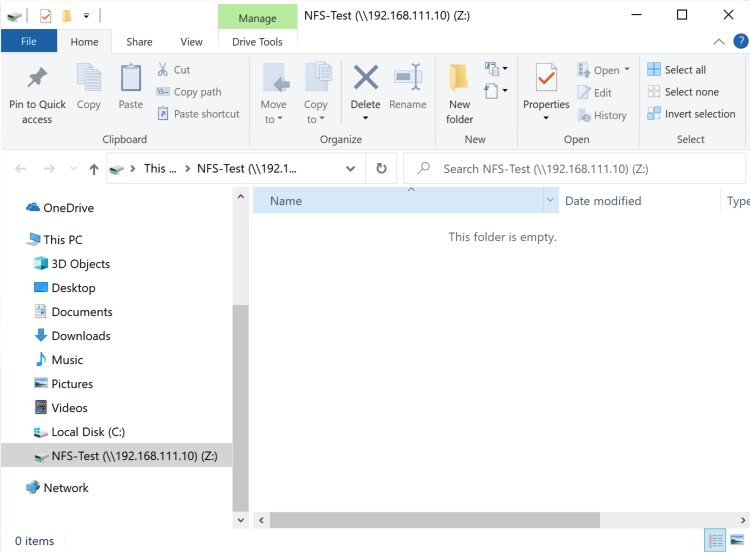 Manage
NFS-Test (\\192.168.111.10) (Z:)
File
Home
Share
View
Drive Tools
?
Pin to Quick
access
Copy
Paste
Cut
Copy path
Paste shortcut
Clipboard
Move
to
Copy
to
Delete
Rename
Organize
New
folder
New
Properties
Open
Edit
History
Open
Select all
Select none
Invert selection
Select
This ...
NFS-Test (\\192.1...
Search NFS-Test (\\192.168.111.10) (Z:)
OneDrive
This PC
3D Objects
Desktop
Documents
Downloads
Music
Pictures
Videos
Local Disk (C:)
NFS-Test (\\192.168.111.10) (Z:)
Network
Name
Date modified
Type
This folder is empty.
0 items